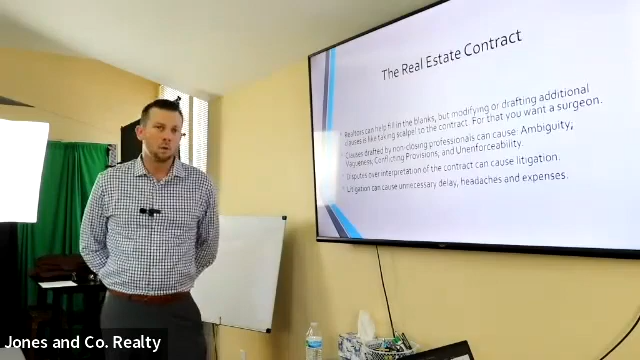 The Real Estate Contract
Realtors can help fill in the blanks, but modifying or drafting additional
clauses is like taking scalpel to the contract. For that you want a surgeon.
Clauses drafted by non-closing professionals can cause: Ambiguity,
Vagueness, Conflicting Provisions, and Unenforceability.
Disputes over interpretation of the contract can cause litigation.
Litigation can cause unnecessary delay, headaches and expenses.
Jones and Co. Realty